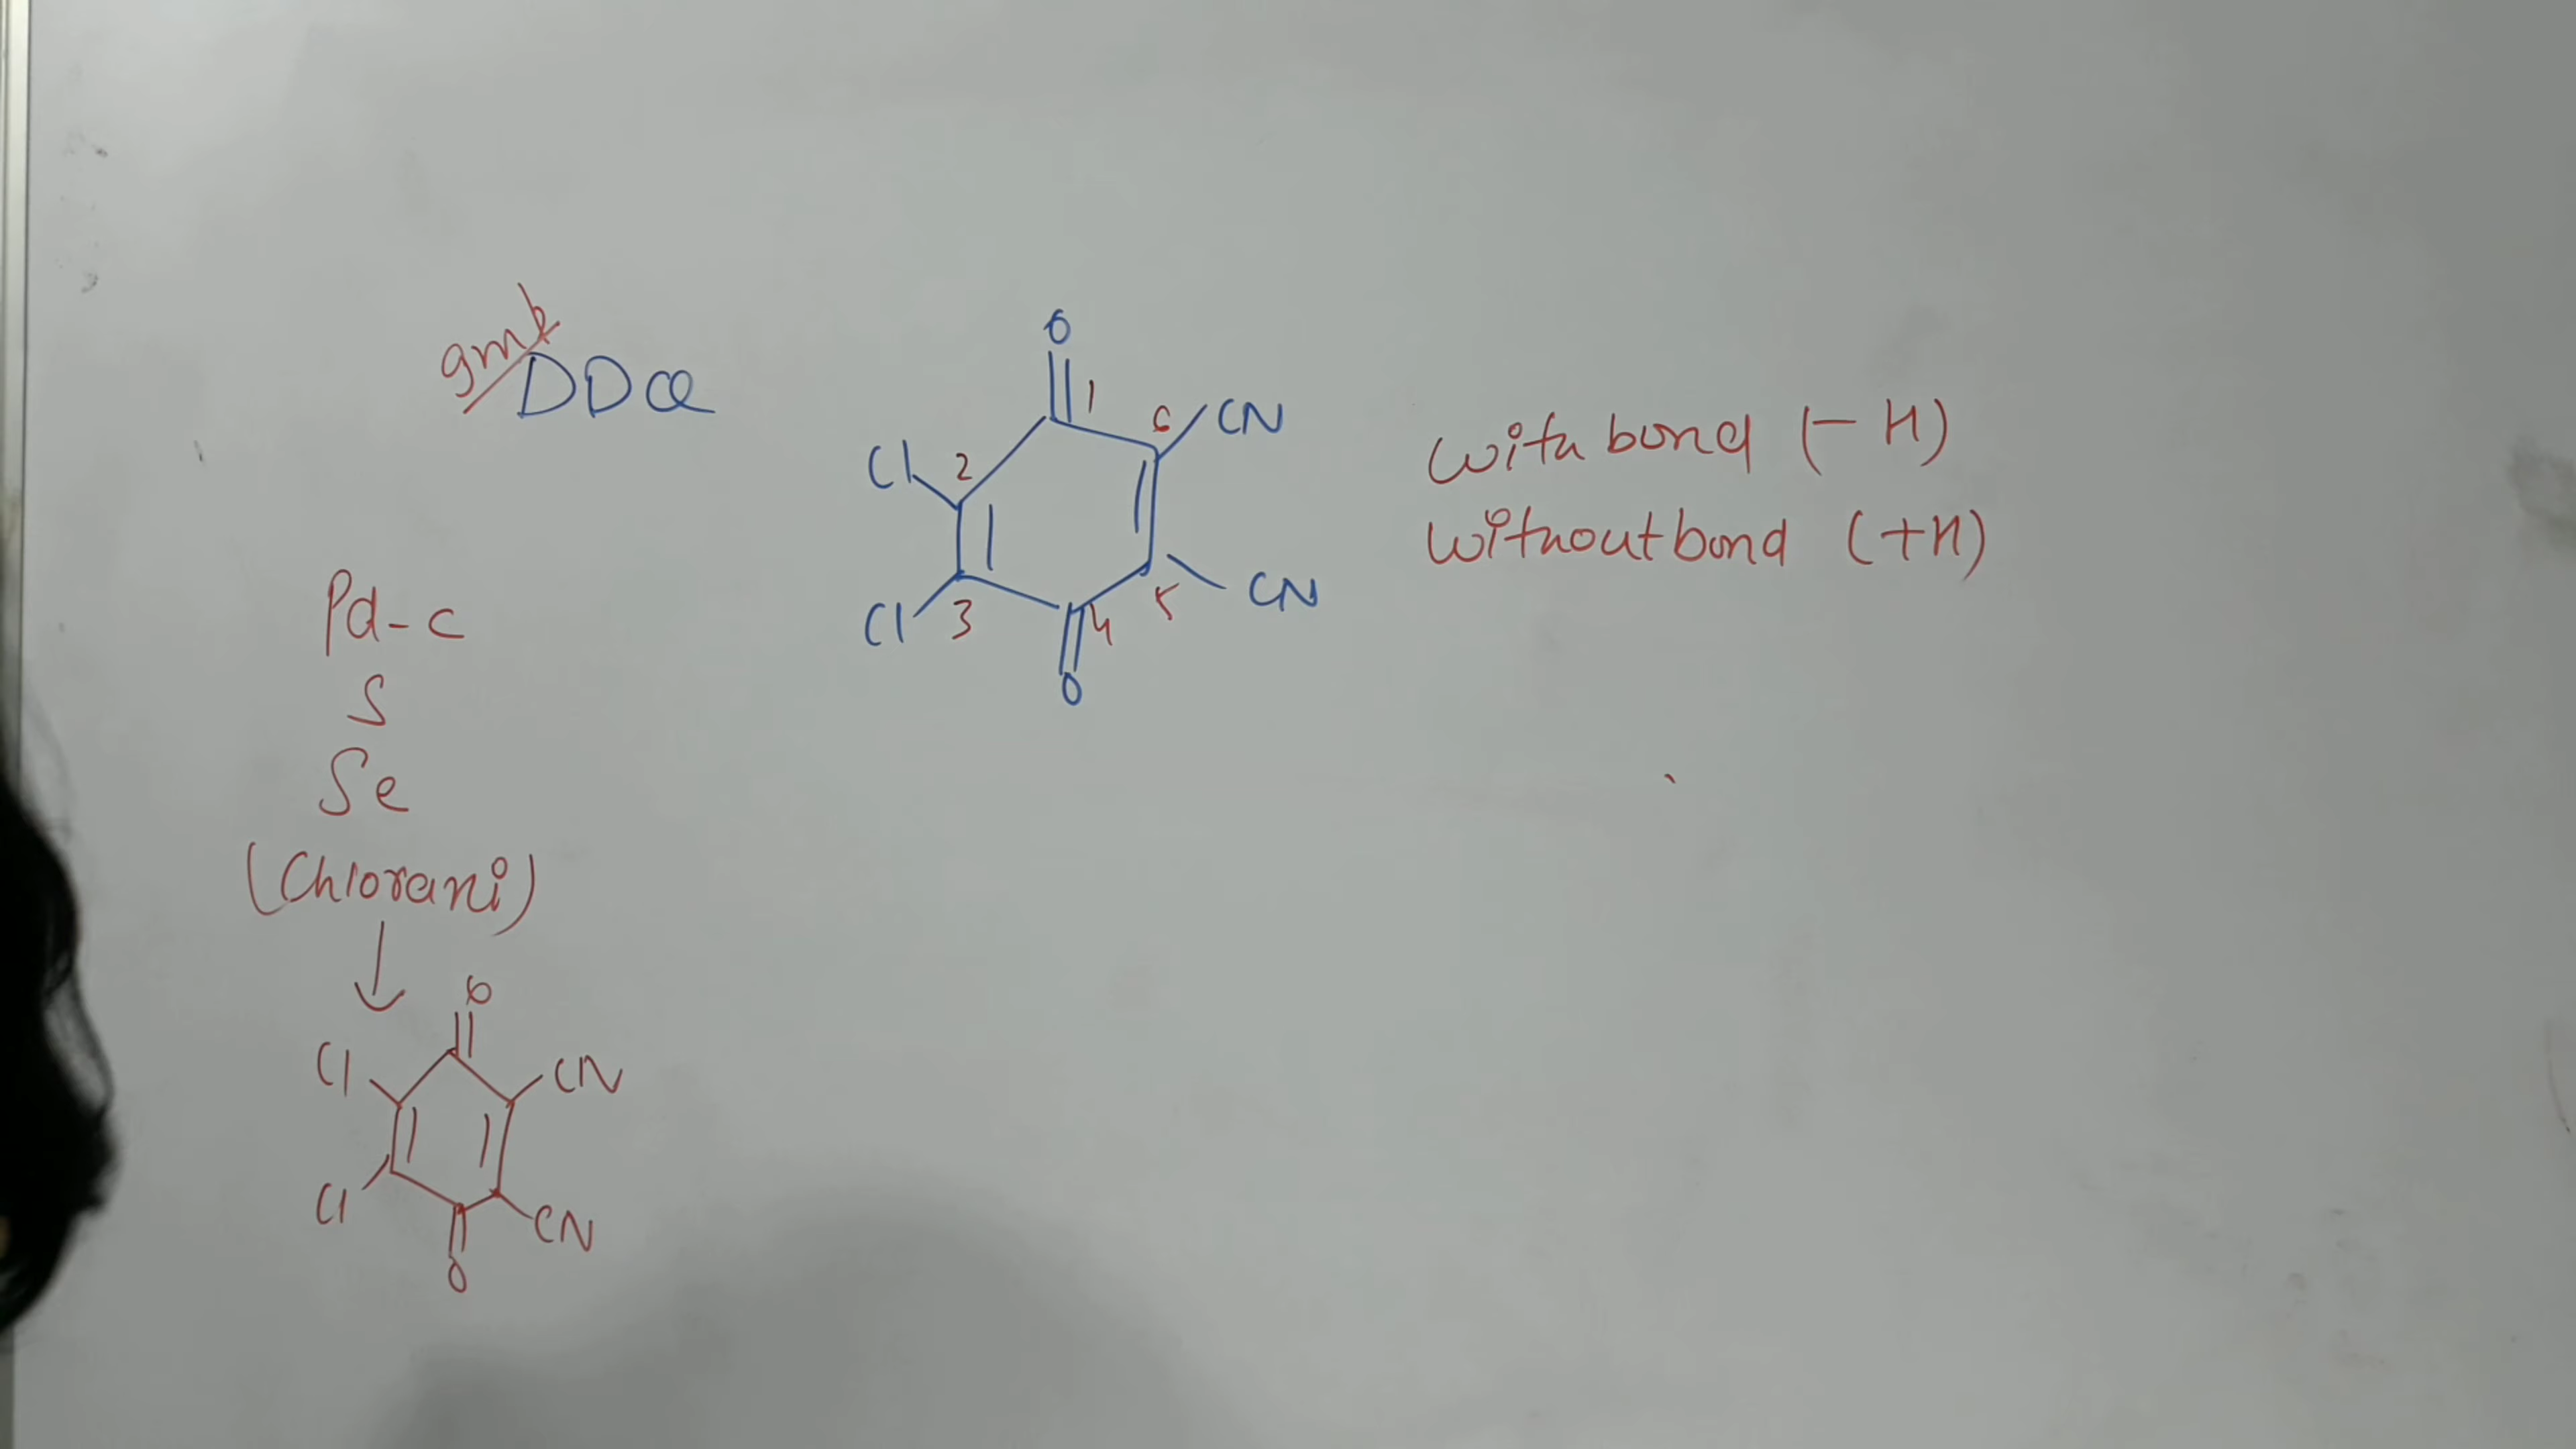 gmp
DDQ
O
1
6 CN
Cl 2
Cl 3
4
5 CN
O
with bond (- H)
without bond (+H)
Pd - C
S
Se
(Chlorani)
O
Cl CN
Cl CN
O